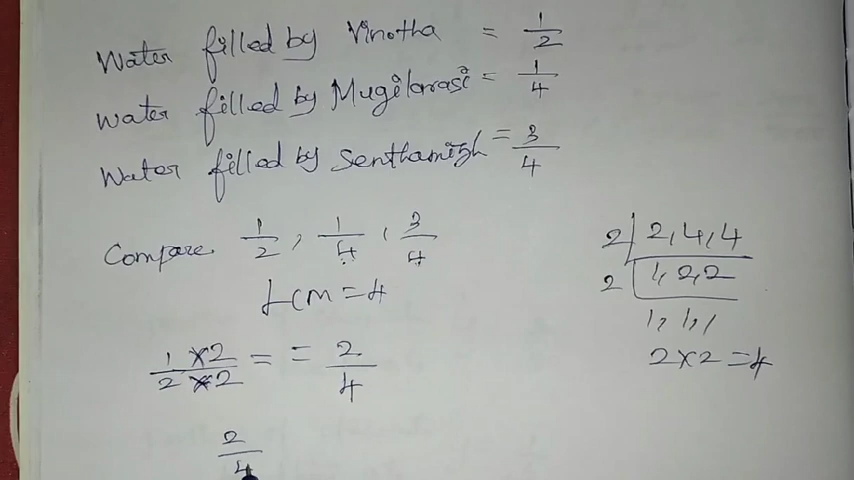 Water filled by Vinotha = 1/2
Water filled by Mugilarasi = 1/4
Water filled by Senthamizh = 3/4
Compare 1/2, 1/4, 3/4
LCM = 4
2 | 2, 4, 4
2 | 1, 2, 2
1, 1, 1
2 × 2 = 4
1 × 2 / 2 × 2 = = 2/4
2/4